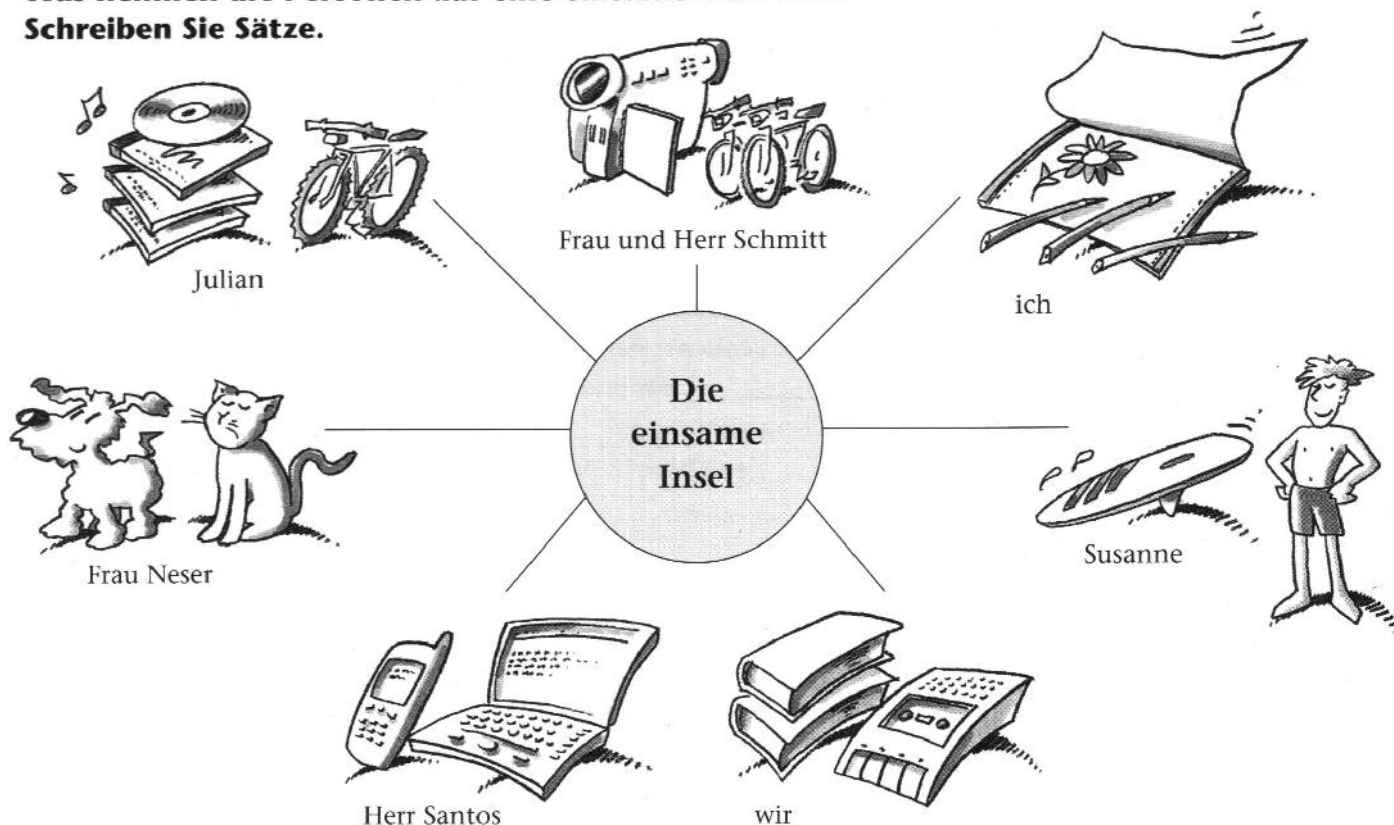 Schreiben Sie Sätze.
Julian
Frau und Herr Schmitt
ich
Frau Neser
Die
einsame
Insel
Susanne
Herr Santos
wir